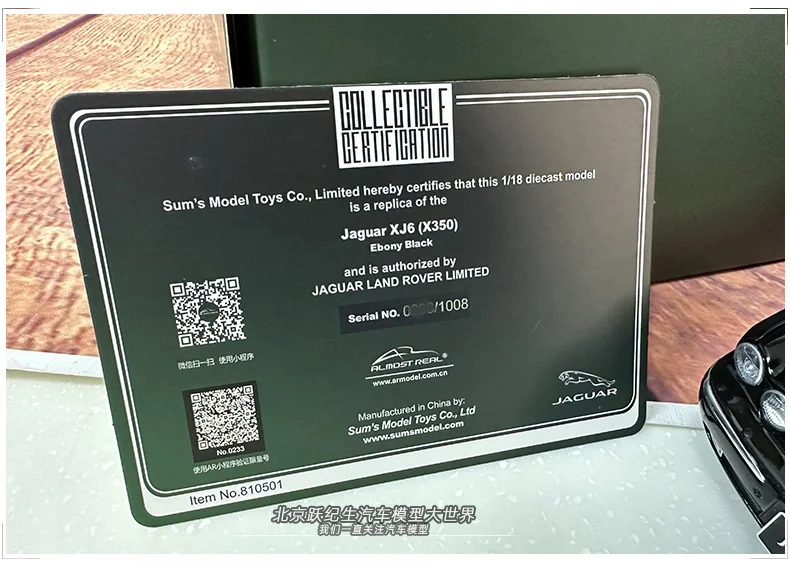 COLLECTIBLE
CERTIFICATION
Sum's Model Toys Co., Limited hereby certifies that this 1/18 diecast model
is a replica of the
Jaguar XJ6 (X350)
Ebony Black
and is authorized by
JAGUAR LAND ROVER LIMITED
Serial NO. /1008
微信扫一扫 使用小程序
ALMOST REAL®
www.armodel.com.cn
JAGUAR
No.0233
使用AR小程序验证限量号
Manufactured in China by:
Sum's Model Toys Co., Ltd
www.sumsmodel.com
Item No.810501
北京跃纪生汽车模型大世界
我们一直关注汽车模型